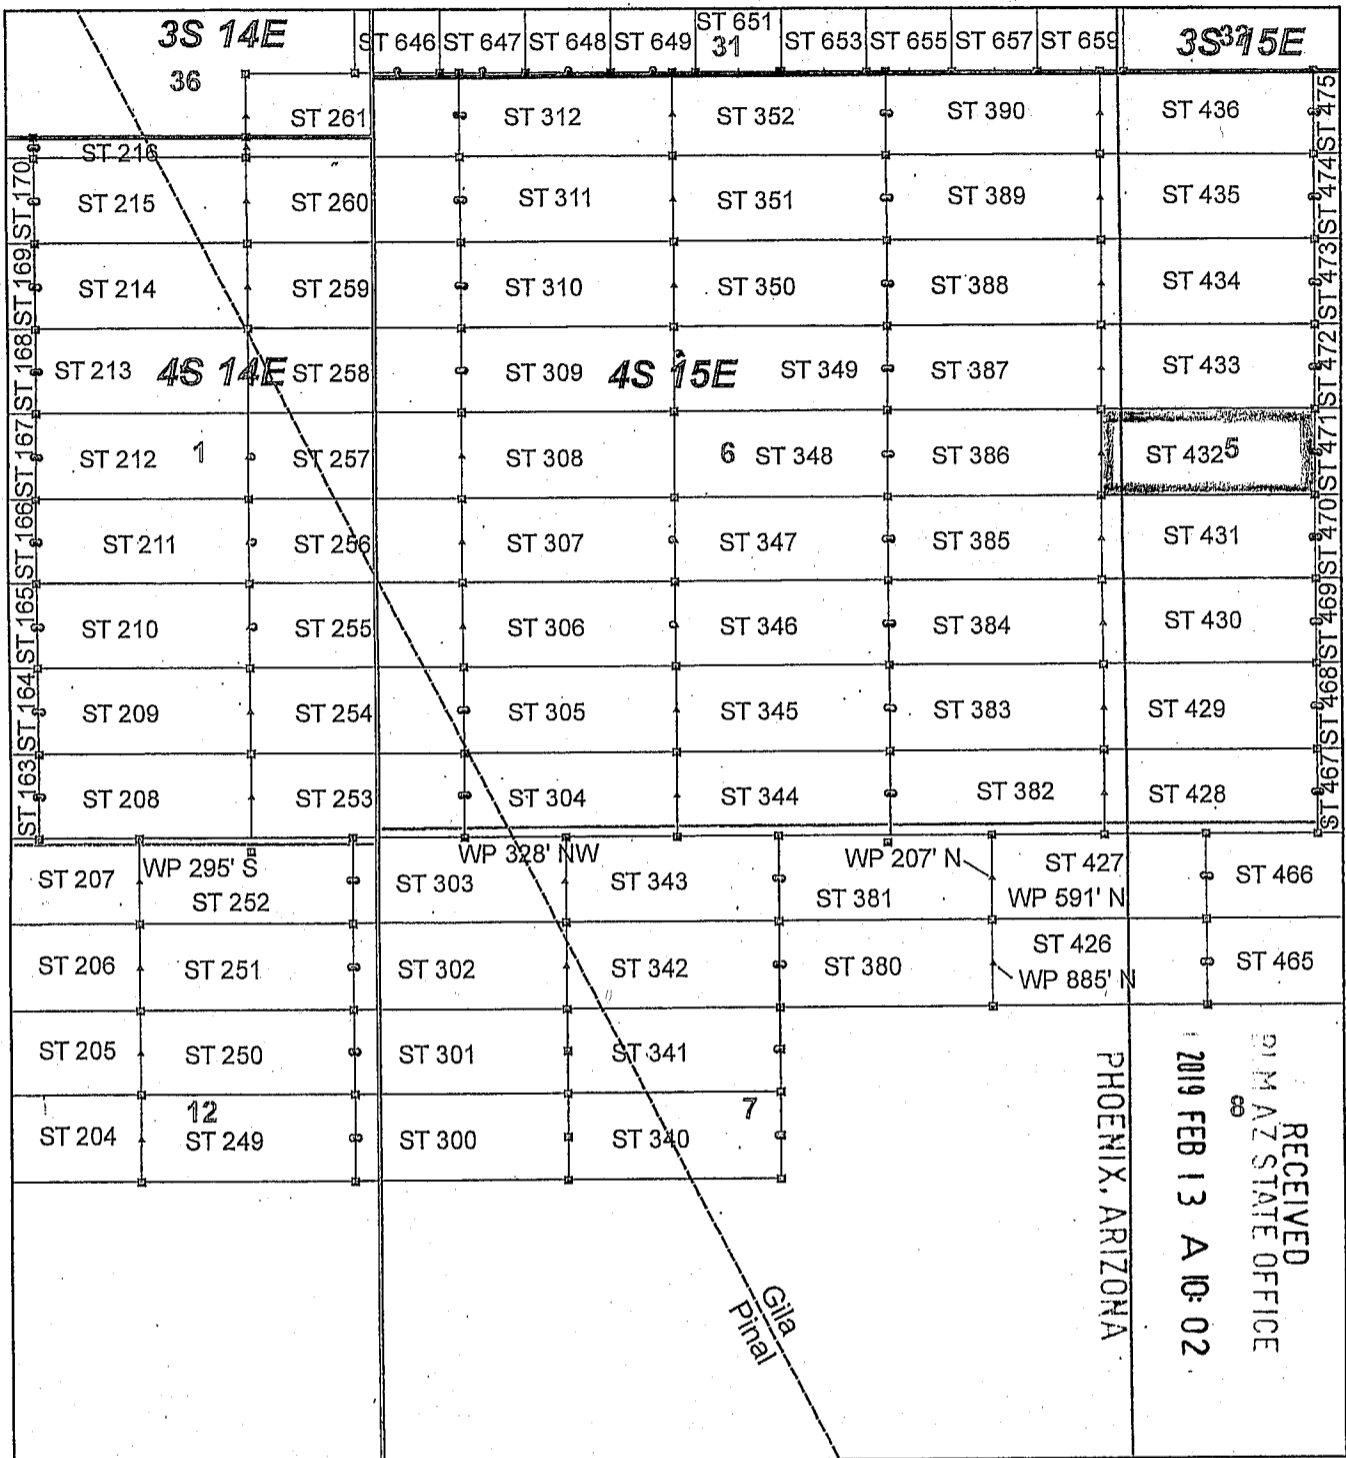 3S 14E
36
ST 646 ST 647 ST 648 ST 649 ST 651 ST 653 ST 655 ST 657 ST 659
31
3S 15E
32
ST 261 ST 312 ST 352 ST 390 ST 436 ST 475
ST 216
ST 170 ST 215 ST 260 ST 311 ST 351 ST 389 ST 435 ST 474
ST 169 ST 214 ST 259 ST 310 ST 350 ST 388 ST 434 ST 473
ST 168 ST 213 4S 14E ST 258 ST 309 4S 15E ST 349 ST 387 ST 433 ST 472
ST 167 ST 212 1 ST 257 ST 308 6 ST 348 ST 386 ST 432 5 ST 471
ST 166 ST 211 ST 256 ST 307 ST 347 ST 385 ST 431 ST 470
ST 165 ST 210 ST 255 ST 306 ST 346 ST 384 ST 430 ST 469
ST 164 ST 209 ST 254 ST 305 ST 345 ST 383 ST 429 ST 468
ST 163 ST 208 ST 253 ST 304 ST 344 ST 382 ST 428 ST 467
WP 295' S WP 328' NW WP 207' N
ST 207 ST 252 ST 303 ST 343 ST 381 ST 427 ST 466
WP 591' N
ST 206 ST 251 ST 302 ST 342 ST 380 ST 426 ST 465
WP 885' N
ST 205 ST 250 ST 301 ST 341
12 7
ST 204 ST 249 ST 300 ST 340
8
Gila
Pinal
RECEIVED
BLM AZ STATE OFFICE
2019 FEB 13 A 10: 02
PHOENIX, ARIZONA